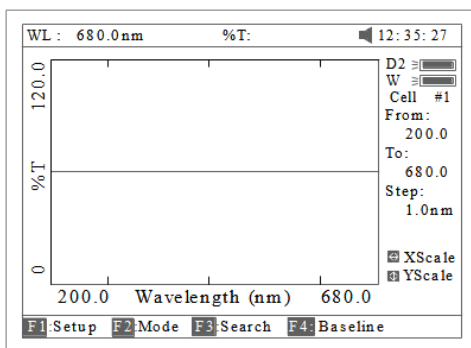 WL: 680.0nm %T: 12:35:27
120.0
%T
0
D2
W
Cell #1
From:
200.0
To:
680.0
Step:
1.0nm
XScale
YScale
200.0 Wavelength (nm) 680.0
F1:Setup F2:Mode F3:Search F4:Baseline